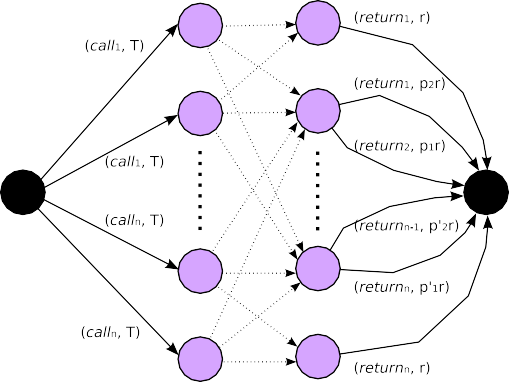 (return₁, r)
(call₁, T)
(return₁, p₂r)
(return₂, p₁r)
(call₁, T)
(callₙ, T)
(returnₙ₋₁, p'₂r)
(returnₙ, p'₁r)
(callₙ, T)
(returnₙ, r)